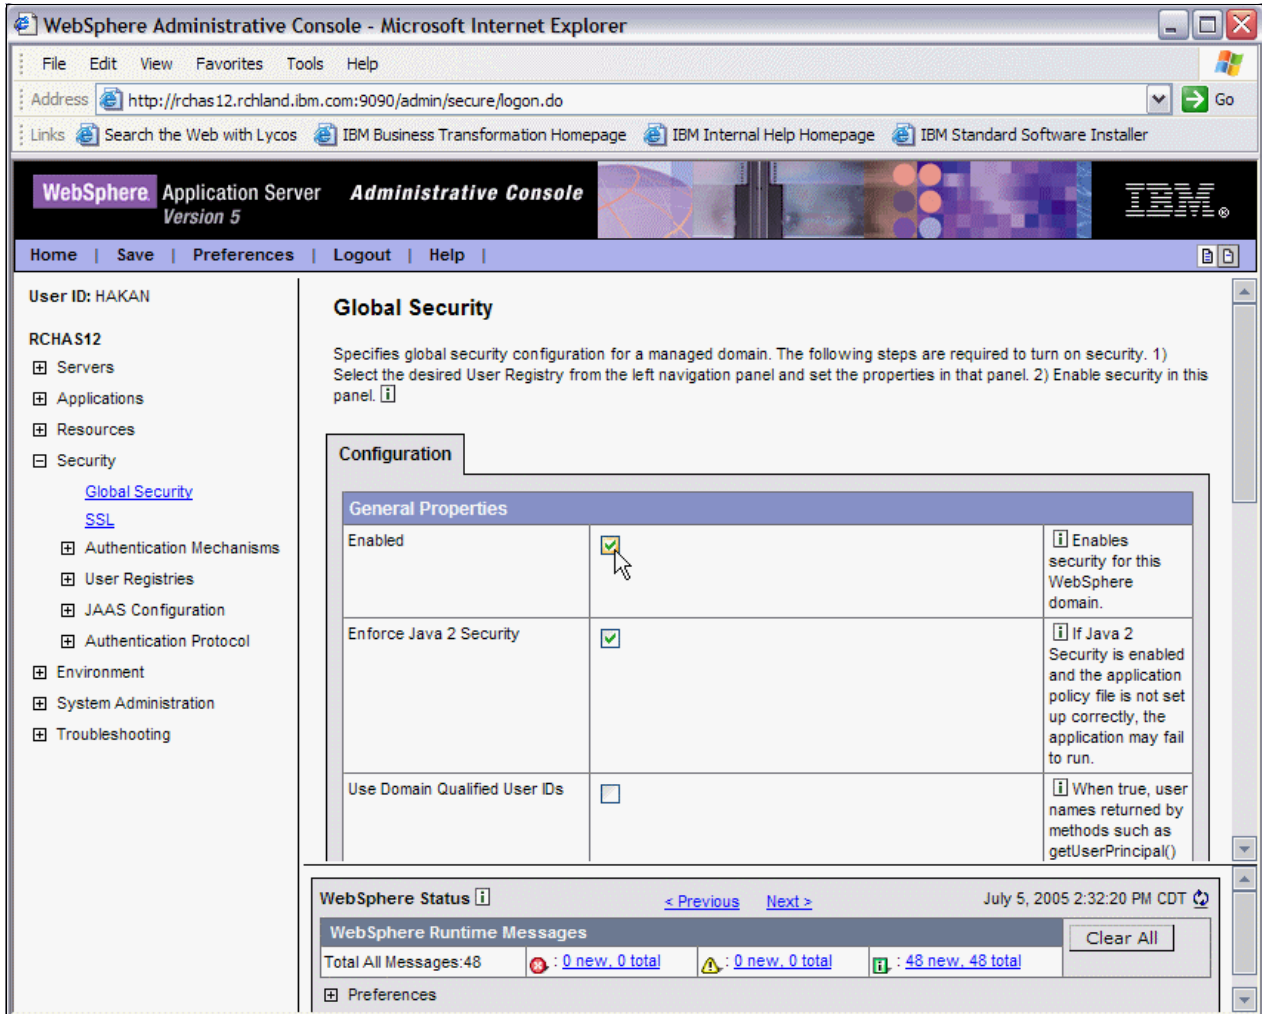 WebSphere Administrative Console - Microsoft Internet Explorer
File Edit View Favorites Tools Help
Address http://rchas12.rchland.ibm.com:9090/admin/secure/logon.do Go
Links Search the Web with Lycos IBM Business Transformation Homepage IBM Internal Help Homepage IBM Standard Software Installer
WebSphere. Application Server Administrative Console
Version 5
IBM®
Home | Save | Preferences | Logout | Help |
User ID: HAKAN
RCHAS12
Servers
Applications
Resources
Security
Global Security
SSL
Authentication Mechanisms
User Registries
JAAS Configuration
Authentication Protocol
Environment
System Administration
Troubleshooting
Global Security
Specifies global security configuration for a managed domain. The following steps are required to turn on security. 1)
Select the desired User Registry from the left navigation panel and set the properties in that panel. 2) Enable security in this
panel. i
Configuration
General Properties
Enabled
i Enables
security for this
WebSphere
domain.
Enforce Java 2 Security
i If Java 2
Security is enabled
and the application
policy file is not set
up correctly, the
application may fail
to run.
Use Domain Qualified User IDs
i When true, user
names returned by
methods such as
getUserPrincipal()
WebSphere Status i < Previous Next > July 5, 2005 2:32:20 PM CDT
WebSphere Runtime Messages
Clear All
Total All Messages:48 : 0 new, 0 total : 0 new, 0 total : 48 new, 48 total
Preferences